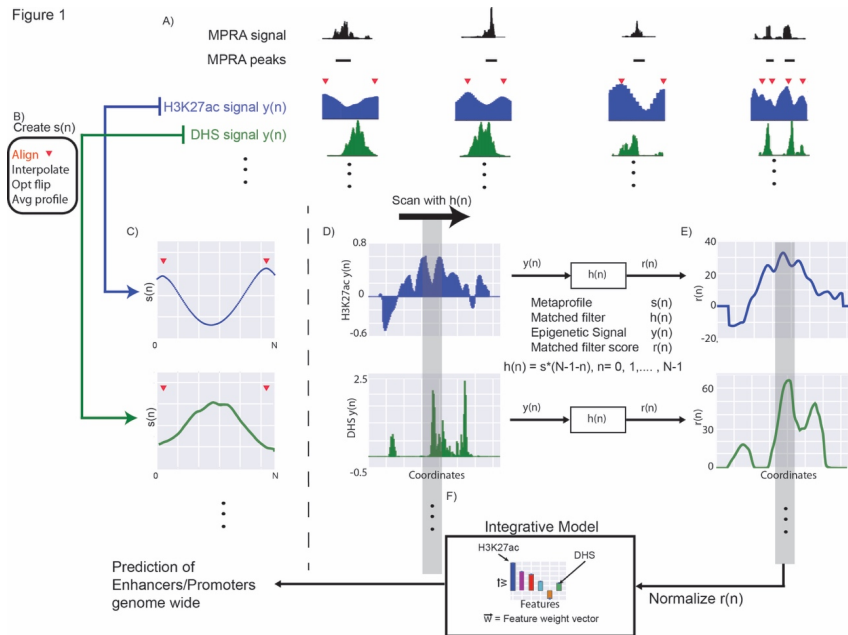 Figure 1
A)
MPRA signal
MPRA peaks
H3K27ac signal y(n)
DHS signal y(n)
B)
Create s(n)
Align
Interpolate
Opt flip
Avg profile
Scan with h(n)
C)
s(n)
0
N
s(n)
0
N
D)
0.8
0
-0.6
H3K27ac y(n)
2.5
-0.5
DHS y(n)
Coordinates
y(n)
h(n)
r(n)
Metaprofile s(n)
Matched filter h(n)
Epigenetic Signal y(n)
Matched filter score r(n)
h(n) = s*(N-1-n), n= 0, 1,.... , N-1
y(n)
h(n)
r(n)
E)
40
20
0
-20,
r(n)
60
30
0
r(n)
Coordinates
F)
Integrative Model
H3K27ac
DHS
w
Features
w = Feature weight vector
Normalize r(n)
Prediction of
Enhancers/Promoters
genome wide